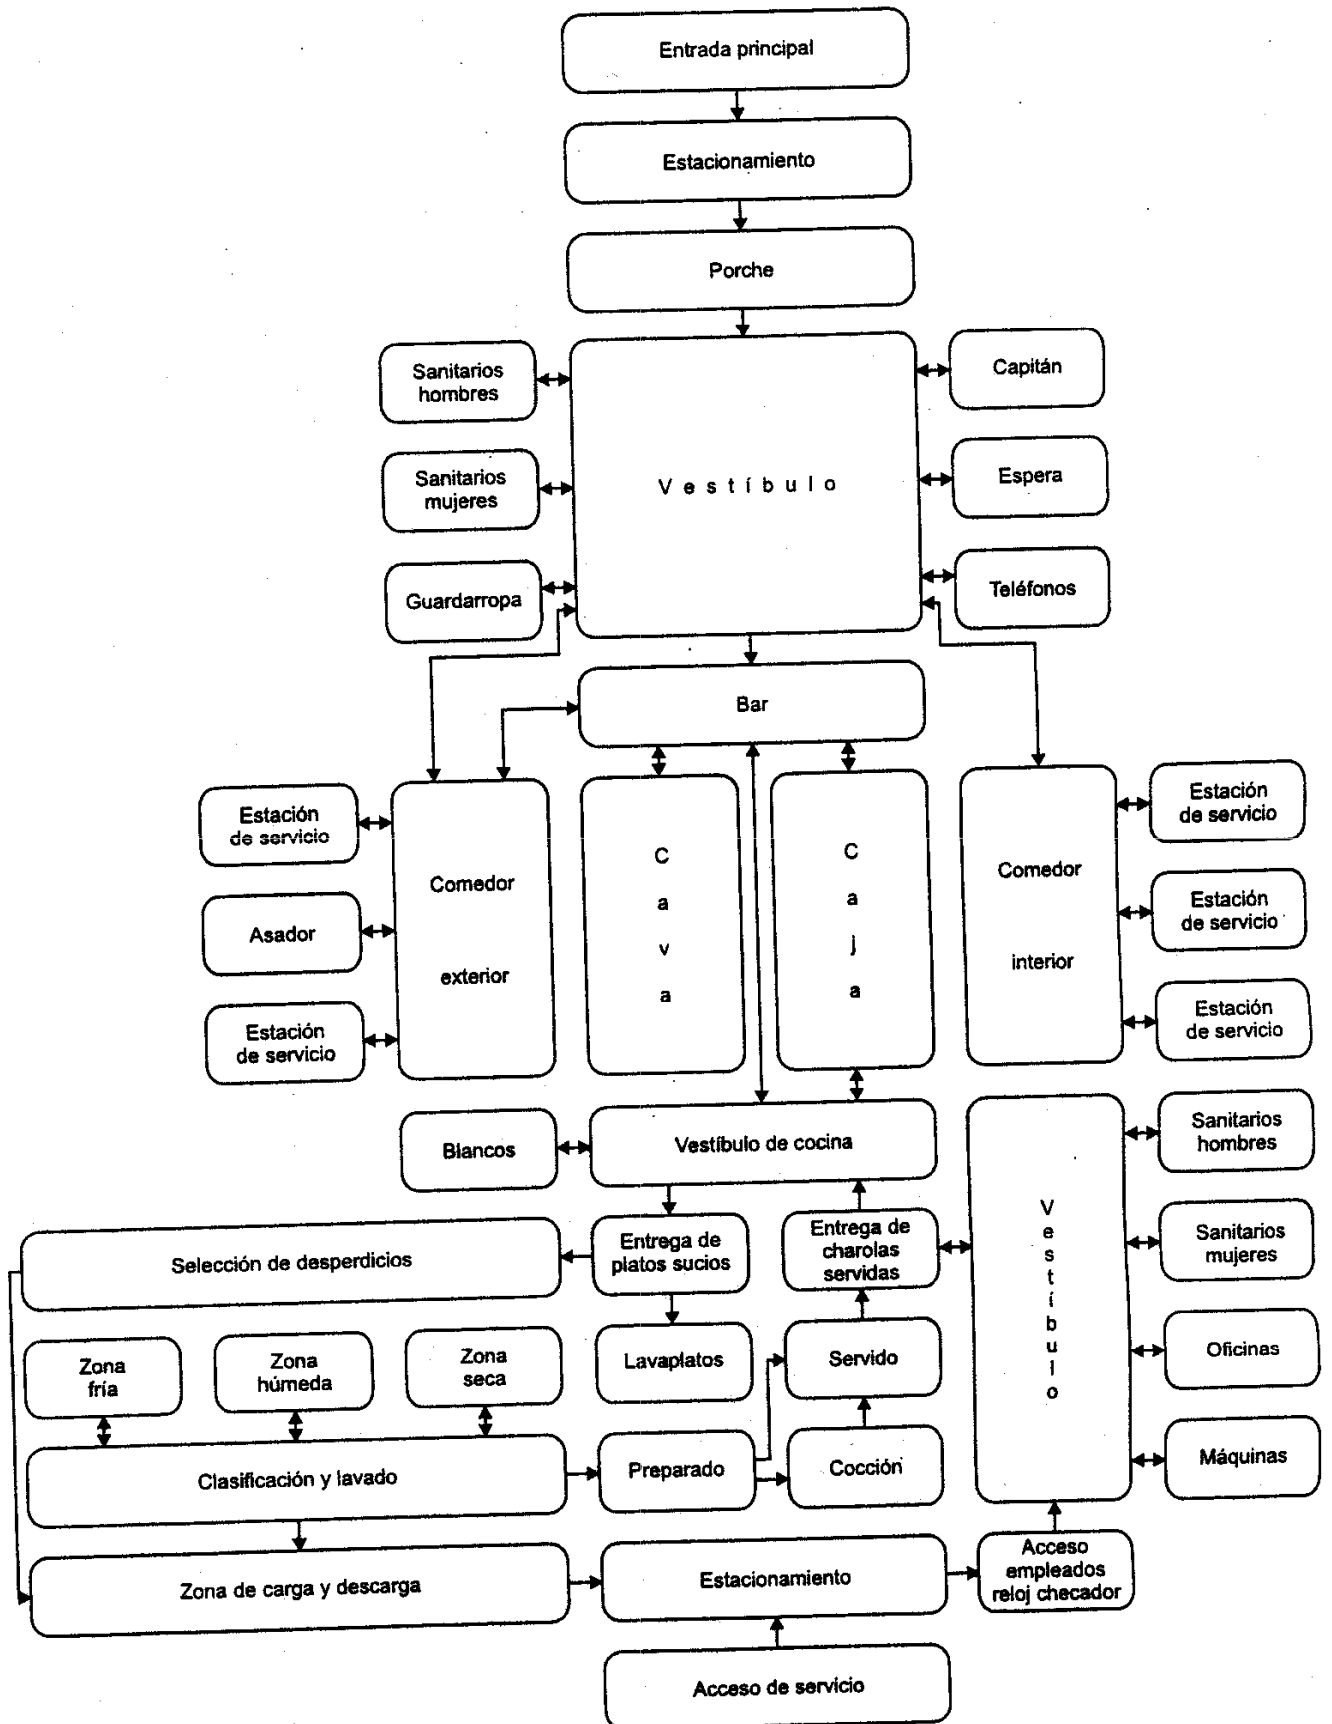 Entrada principal
Estacionamiento
Porche
Sanitarios
hombres
Capitán
Sanitarios
mujeres
Vestíbulo
Espera
Guardarropa
Teléfonos
Bar
Estación
de servicio
Asador
Estación
de servicio
Comedor
exterior
Cava
Caja
Comedor
interior
Estación
de servicio
Estación
de servicio
Estación
de servicio
Blancos
Vestíbulo de cocina
Vestíbulo
Sanitarios
hombres
Sanitarios
mujeres
Oficinas
Máquinas
Selección de desperdicios
Entrega de
platos sucios
Entrega de
charolas
servidas
Zona
fría
Zona
húmeda
Zona
seca
Lavaplatos
Servido
Clasificación y lavado
Preparado
Cocción
Zona de carga y descarga
Estacionamiento
Acceso
empleados
reloj checador
Acceso de servicio